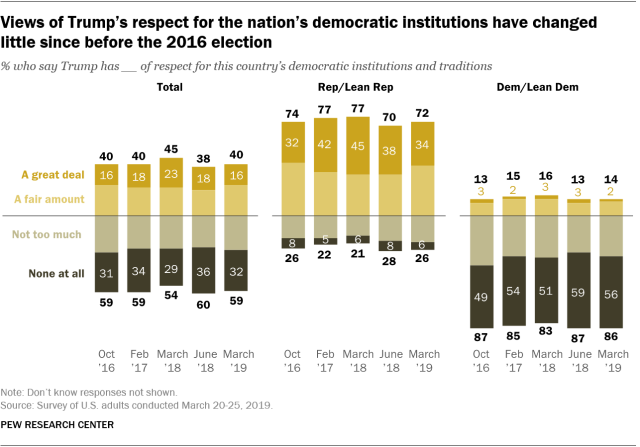 Views of Trump’s respect for the nation’s democratic institutions have changed
little since before the 2016 election
% who say Trump has __ of respect for this country’s democratic institutions and traditions
Total
Rep/Lean Rep
Dem/Lean Dem
A great deal
A fair amount
Not too much
None at all
40 40 45 38 40
16 18 23 18 16
31 34 29 36 32
59 59 54 60 59
74 77 77 70 72
32 42 45 38 34
8 5 6 8 6
26 22 21 28 26
13 15 16 13 14
3 2 3 3 2
49 54 51 59 56
87 85 83 87 86
Oct Feb March June March
’16 ’17 ’18 ’18 ’19
Oct Feb March June March
’16 ’17 ’18 ’18 ’19
Oct Feb March June March
’16 ’17 ’18 ’18 ’19
Note: Don’t know responses not shown.
Source: Survey of U.S. adults conducted March 20-25, 2019.
PEW RESEARCH CENTER